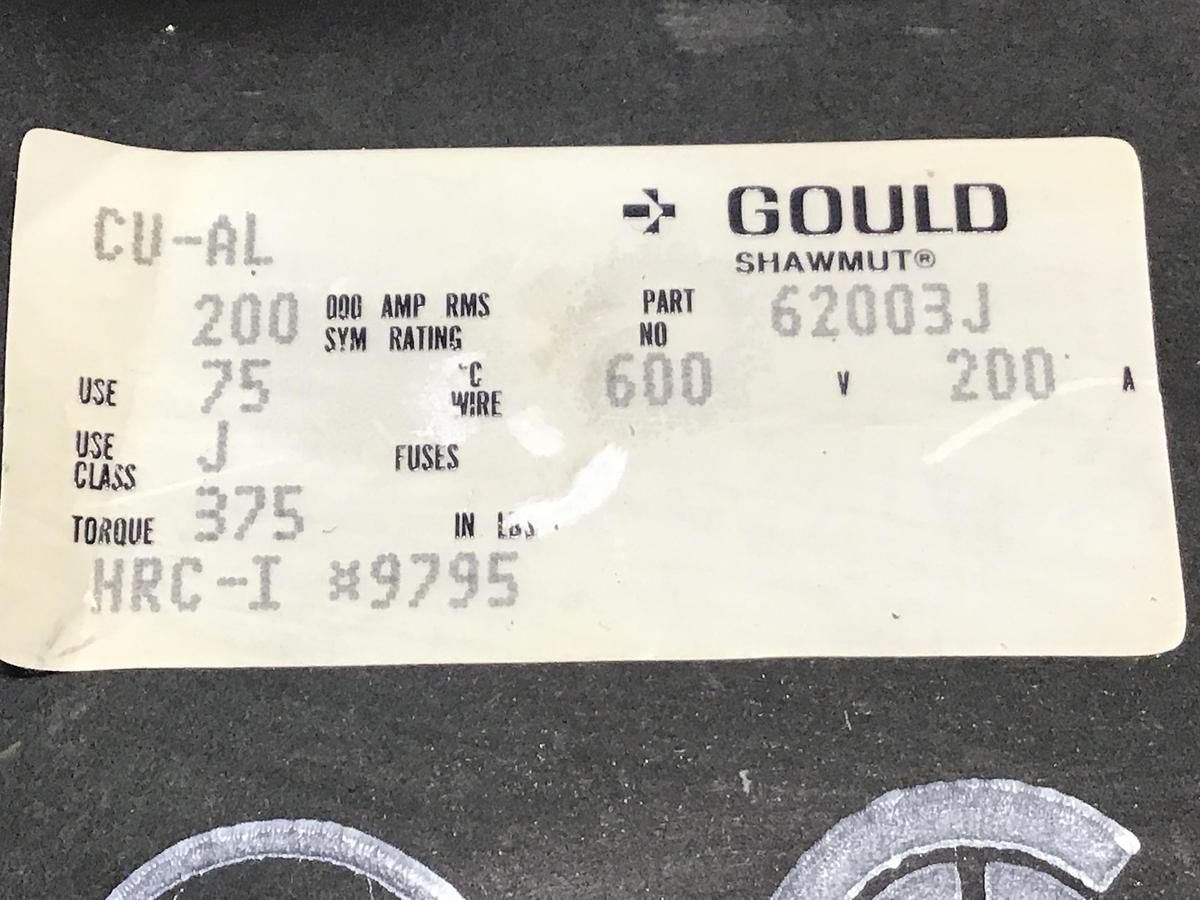 CU-AL
GOULD
SHAWMUT®
200 000 AMP RMS SYM RATING
PART NO 62003J
USE 75 °C WIRE
600 V 200 A
USE CLASS J FUSES
TORQUE 375 IN LBS
HRC-I ¤9795